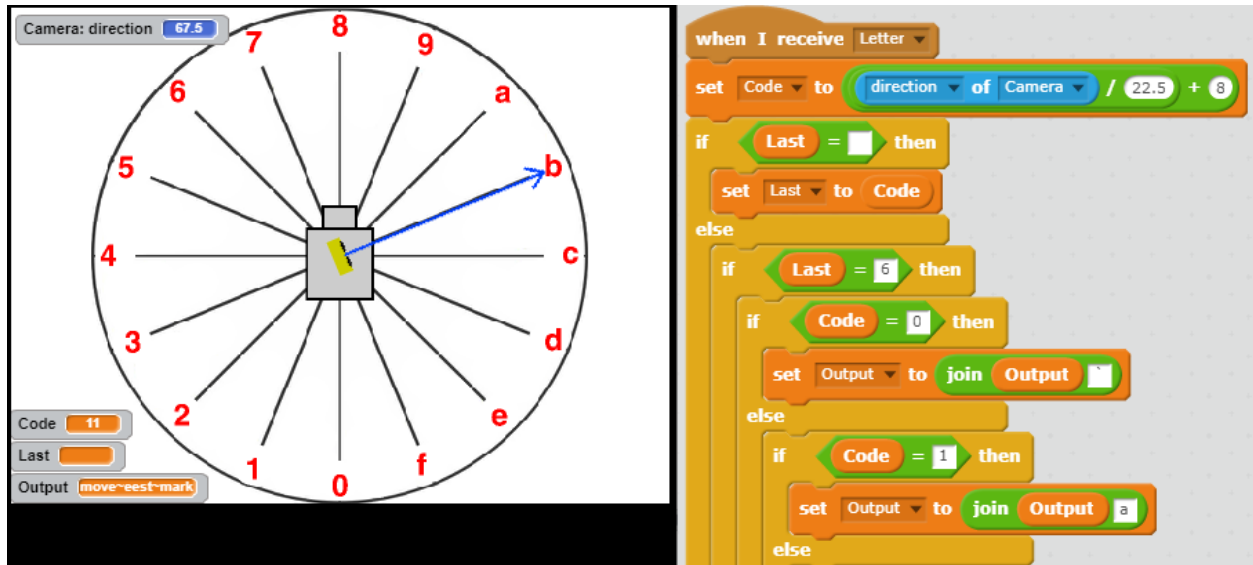 Camera: direction 67.5
8
7
9
6
a
5
b
4
c
3
d
2
e
1
f
0
Code 11
Last
Output move~eest~mark
when I receive Letter
set Code to direction of Camera / 22.5 + 8
if Last = then
set Last to Code
else
if Last = 6 then
if Code = 0 then
set Output to join Output `
else
if Code = 1 then
set Output to join Output a
else